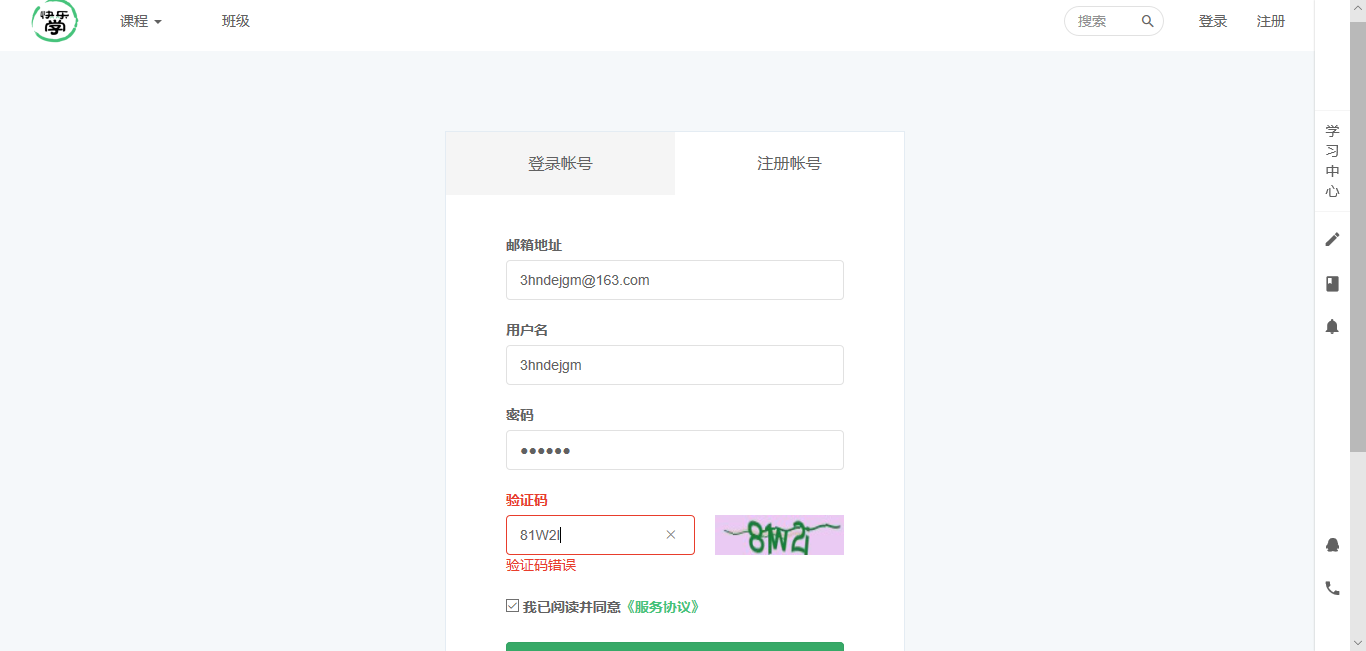 快乐
学
课程
班级
搜索
登录
注册
登录帐号
注册帐号
邮箱地址
3hndejgm@163.com
用户名
3hndejgm
密码
••••••
验证码
81W2l
验证码错误
我已阅读并同意《服务协议》
学
习
中
心